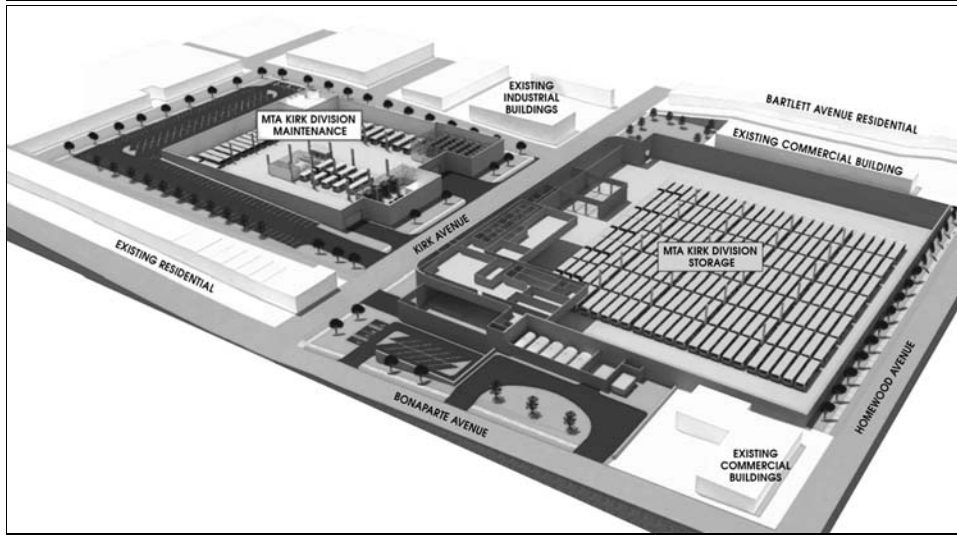 EXISTING
INDUSTRIAL
BUILDINGS
BARTLETT AVENUE RESIDENTIAL
MTA KIRK DIVISION
MAINTENANCE
EXISTING COMMERCIAL BUILDING
KIRK AVENUE
EXISTING RESIDENTIAL
MTA KIRK DIVISION
STORAGE
HOMEWOOD AVENUE
BONAPARTE AVENUE
EXISTING
COMMERCIAL
BUILDINGS